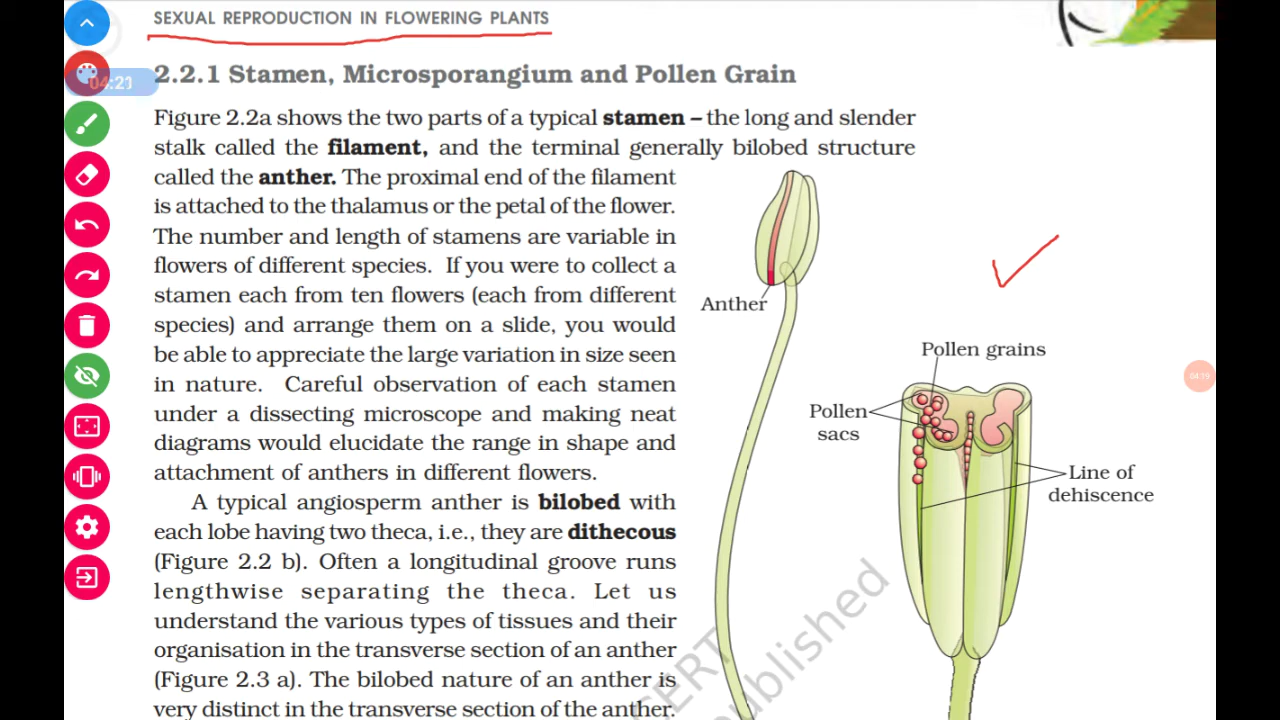 SEXUAL REPRODUCTION IN FLOWERING PLANTS
04:21
2.2.1 Stamen, Microsporangium and Pollen Grain
Figure 2.2a shows the two parts of a typical stamen – the long and slender
stalk called the filament, and the terminal generally bilobed structure
called the anther. The proximal end of the filament
is attached to the thalamus or the petal of the flower.
The number and length of stamens are variable in
flowers of different species. If you were to collect a
stamen each from ten flowers (each from different
species) and arrange them on a slide, you would
be able to appreciate the large variation in size seen
in nature. Careful observation of each stamen
under a dissecting microscope and making neat
diagrams would elucidate the range in shape and
attachment of anthers in different flowers.
A typical angiosperm anther is bilobed with
each lobe having two theca, i.e., they are dithecous
(Figure 2.2 b). Often a longitudinal groove runs
lengthwise separating the theca. Let us
understand the various types of tissues and their
organisation in the transverse section of an anther
(Figure 2.3 a). The bilobed nature of an anther is
very distinct in the transverse section of the anther.
Anther
Pollen grains
Pollen
sacs
Line of
dehiscence
04:19
CERT
published